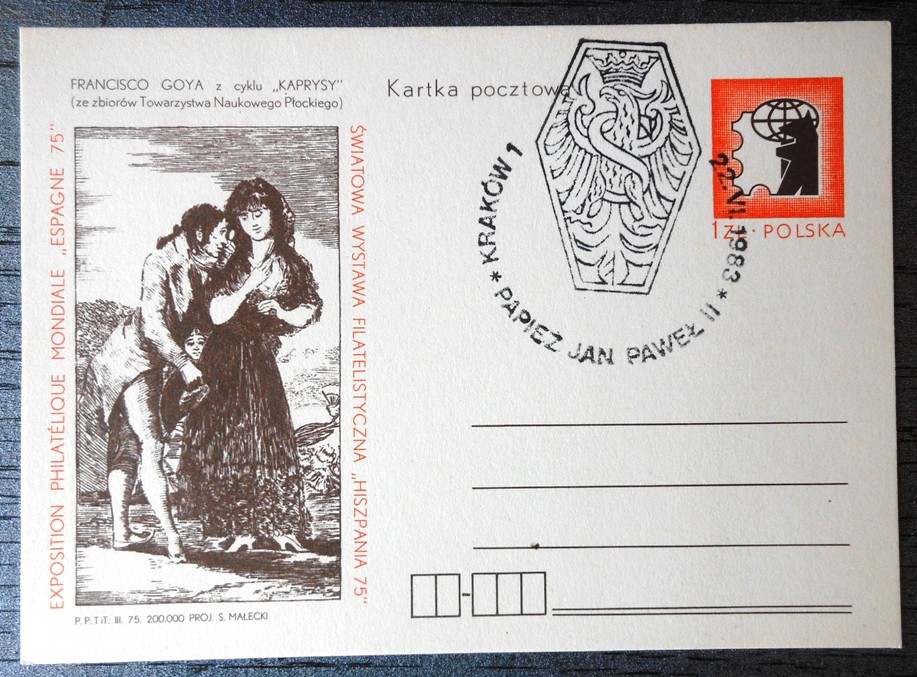 FRANCISCO GOYA z cyklu „KAPRYSY”
(ze zbiorów Towarzystwa Naukowego Płockiego)
EXPOSITION PHILATÉLIQUE MONDIALE „ESPAGNE 75”
ŚWIATOWA WYSTAWA FILATELISTYCZNA „HISZPANIA 75”
P.P.TiT. III. 75. 200.000 PROJ. S. MAŁECKI
Kartka pocztowa
* KRAKÓW 1
22.VI.1983
* PAPIEŻ JAN PAWEŁ II *
1 ZŁ · POLSKA